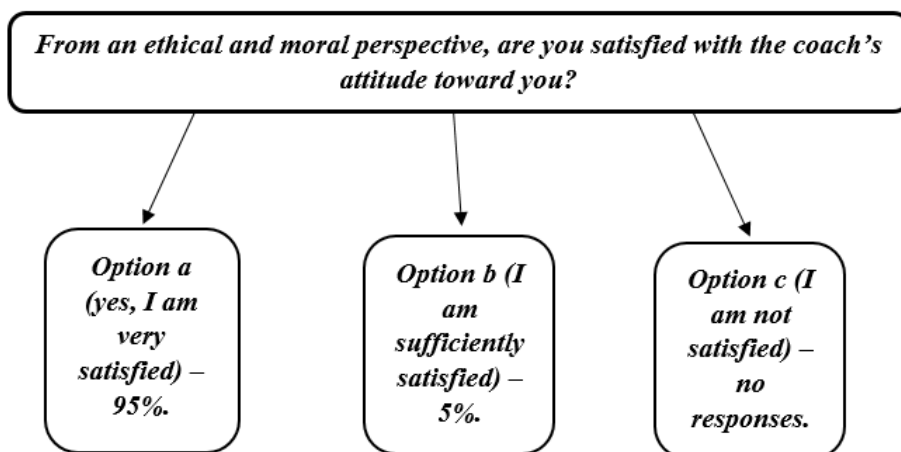 From an ethical and moral perspective, are you satisfied with the coach’s
attitude toward you?
Option a
(yes, I am
very
satisfied) –
95%.
Option b (I
am
sufficiently
satisfied) –
5%.
Option c (I
am not
satisfied) –
no
responses.